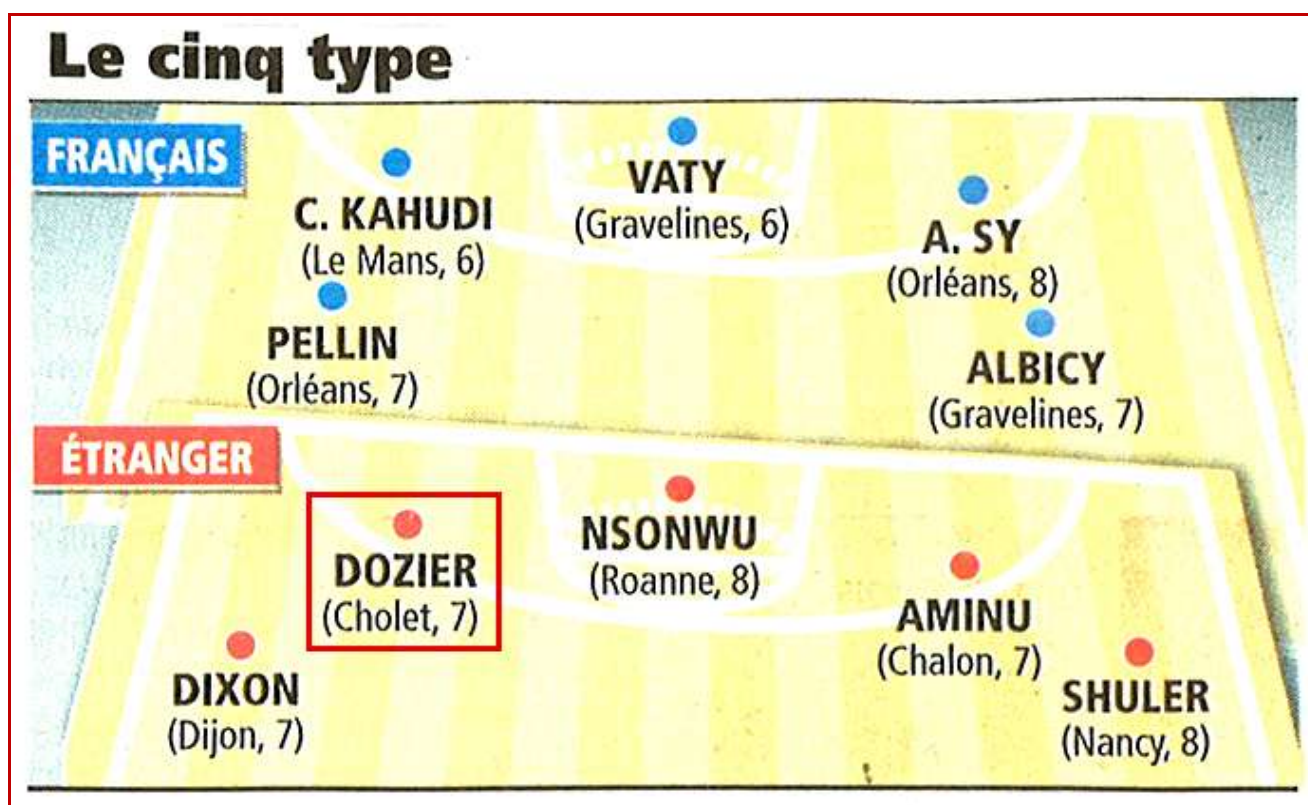 Le cinq type
FRANÇAIS
C. KAHUDI
(Le Mans, 6)
VATY
(Gravelines, 6)
A. SY
(Orléans, 8)
PELLIN
(Orléans, 7)
ALBICY
(Gravelines, 7)
ÉTRANGER
DOZIER
(Cholet, 7)
NSONWU
(Roanne, 8)
AMINU
(Chalon, 7)
DIXON
(Dijon, 7)
SHULER
(Nancy, 8)